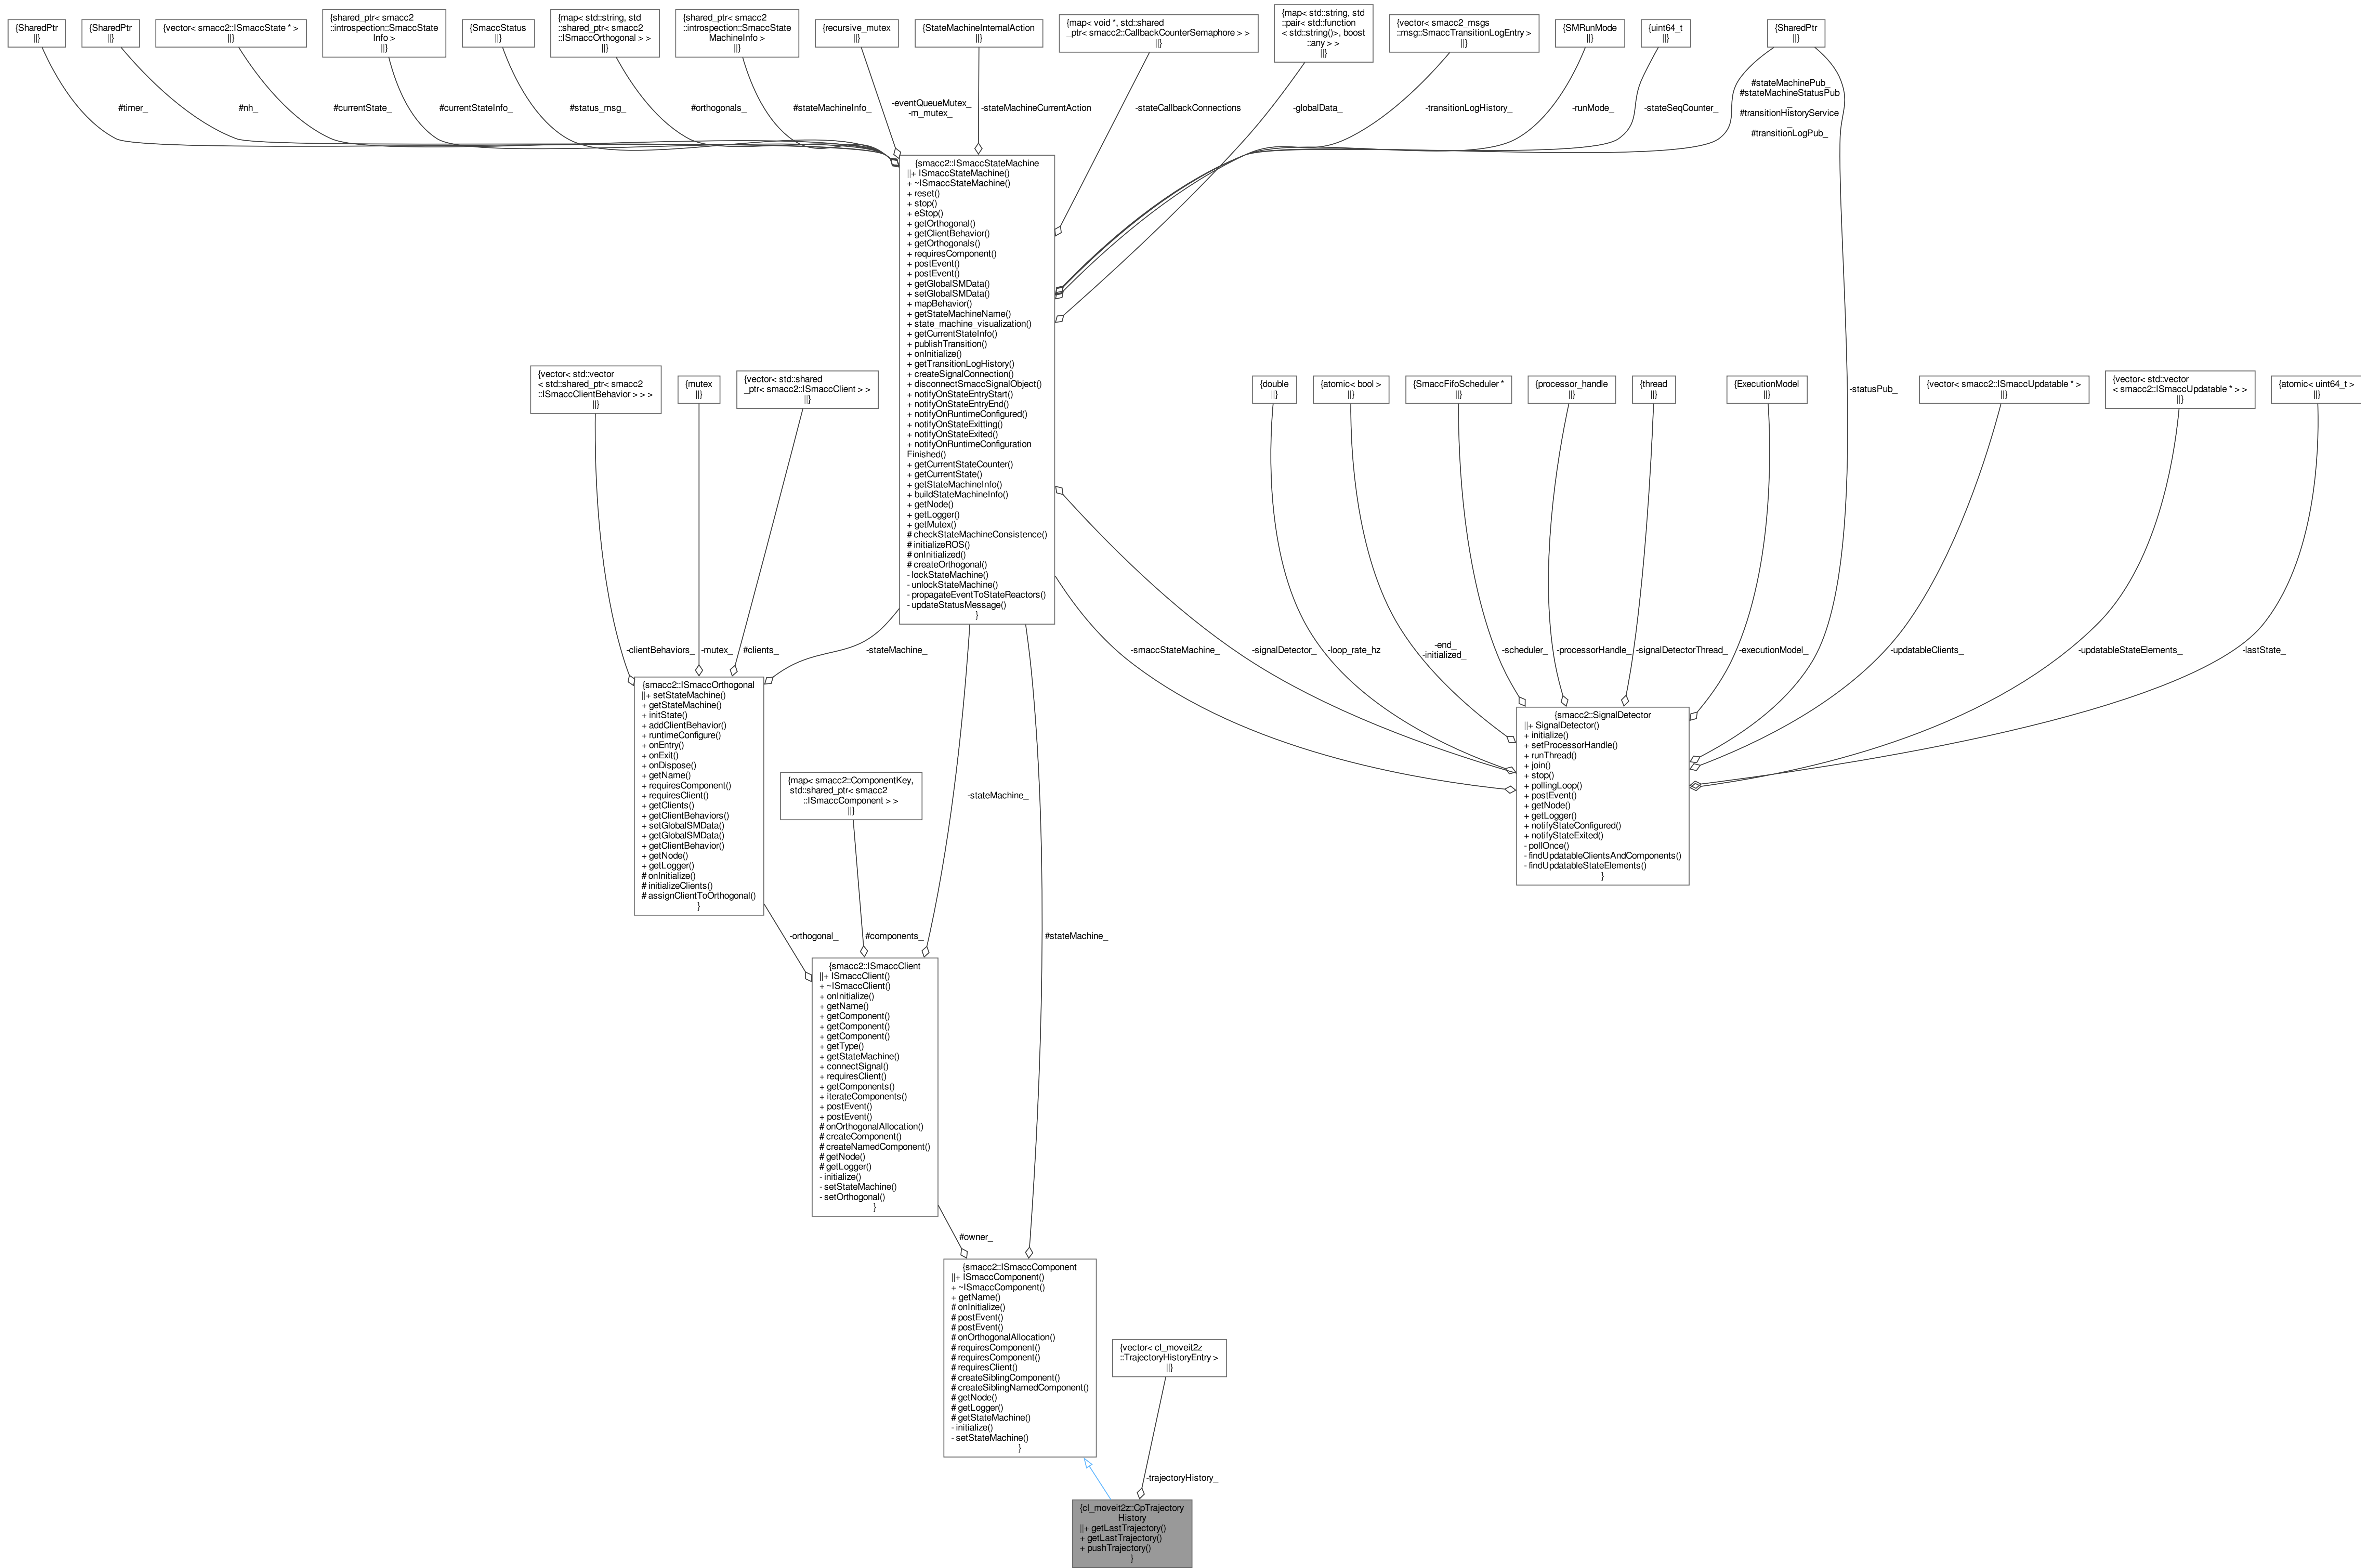 {SharedPtr
||}
{SharedPtr
||}
{vector< smacc2::ISmaccState * >
||}
{shared_ptr< smacc2
::introspection::SmaccState
Info >
||}
{SmaccStatus
||}
{map< std::string, std
::shared_ptr< smacc2
::ISmaccOrthogonal > >
||}
{shared_ptr< smacc2
::introspection::SmaccState
MachineInfo >
||}
{recursive_mutex
||}
{StateMachineInternalAction
||}
{map< void *, std::shared
_ptr< smacc2::CallbackCounterSemaphore > >
||}
{map< std::string, std
::pair< std::function
< std::string()>, boost
::any > >
||}
{vector< smacc2_msgs
::msg::SmaccTransitionLogEntry >
||}
{SMRunMode
||}
{uint64_t
||}
{SharedPtr
||}
#timer_
#nh_
#currentState_
#currentStateInfo_
#status_msg_
#orthogonals_
#stateMachineInfo_
-eventQueueMutex_
-m_mutex_
-stateMachineCurrentAction
-stateCallbackConnections
-globalData_
-transitionLogHistory_
-runMode_
-stateSeqCounter_
#stateMachinePub_
#stateMachineStatusPub
_
#transitionHistoryService
_
#transitionLogPub_
{smacc2::ISmaccStateMachine
||+ ISmaccStateMachine()
+ ~ISmaccStateMachine()
+ reset()
+ stop()
+ eStop()
+ getOrthogonal()
+ getClientBehavior()
+ getOrthogonals()
+ requiresComponent()
+ postEvent()
+ postEvent()
+ getGlobalSMData()
+ setGlobalSMData()
+ mapBehavior()
+ getStateMachineName()
+ state_machine_visualization()
+ getCurrentStateInfo()
+ publishTransition()
+ onInitialize()
+ getTransitionLogHistory()
+ createSignalConnection()
+ disconnectSmaccSignalObject()
+ notifyOnStateEntryStart()
+ notifyOnStateEntryEnd()
+ notifyOnRuntimeConfigured()
+ notifyOnStateExitting()
+ notifyOnStateExited()
+ notifyOnRuntimeConfiguration
Finished()
+ getCurrentStateCounter()
+ getCurrentState()
+ getStateMachineInfo()
+ buildStateMachineInfo()
+ getNode()
+ getLogger()
+ getMutex()
# checkStateMachineConsistence()
# initializeROS()
# onInitialized()
# createOrthogonal()
- lockStateMachine()
- unlockStateMachine()
- propagateEventToStateReactors()
- updateStatusMessage()
}
{vector< std::vector
< std::shared_ptr< smacc2
::ISmaccClientBehavior > > >
||}
{mutex
||}
{vector< std::shared
_ptr< smacc2::ISmaccClient > >
||}
{double
||}
{atomic< bool >
||}
{SmaccFifoScheduler *
||}
{processor_handle
||}
{thread
||}
{ExecutionModel
||}
-statusPub_
{vector< smacc2::ISmaccUpdatable * >
||}
{vector< std::vector
< smacc2::ISmaccUpdatable * > >
||}
{atomic< uint64_t >
||}
-clientBehaviors_
-mutex_
#clients_
-stateMachine_
-smaccStateMachine_
-signalDetector_
-loop_rate_hz
-end_
-initialized_
-scheduler_
-processorHandle_
-signalDetectorThread_
-executionModel_
-updatableClients_
-updatableStateElements_
-lastState_
{smacc2::ISmaccOrthogonal
||+ setStateMachine()
+ getStateMachine()
+ initState()
+ addClientBehavior()
+ runtimeConfigure()
+ onEntry()
+ onExit()
+ onDispose()
+ getName()
+ requiresComponent()
+ requiresClient()
+ getClients()
+ getClientBehaviors()
+ setGlobalSMData()
+ getGlobalSMData()
+ getClientBehavior()
+ getNode()
+ getLogger()
# onInitialize()
# initializeClients()
# assignClientToOrthogonal()
}
{smacc2::SignalDetector
||+ SignalDetector()
+ initialize()
+ setProcessorHandle()
+ runThread()
+ join()
+ stop()
+ pollingLoop()
+ postEvent()
+ getNode()
+ getLogger()
+ notifyStateConfigured()
+ notifyStateExited()
- pollOnce()
- findUpdatableClientsAndComponents()
- findUpdatableStateElements()
}
{map< smacc2::ComponentKey,
std::shared_ptr< smacc2
::ISmaccComponent > >
||}
-stateMachine_
-orthogonal_
#components_
#stateMachine_
{smacc2::ISmaccClient
||+ ISmaccClient()
+ ~ISmaccClient()
+ onInitialize()
+ getName()
+ getComponent()
+ getComponent()
+ getComponent()
+ getType()
+ getStateMachine()
+ connectSignal()
+ requiresClient()
+ getComponents()
+ iterateComponents()
+ postEvent()
+ postEvent()
# onOrthogonalAllocation()
# createComponent()
# createNamedComponent()
# getNode()
# getLogger()
- initialize()
- setStateMachine()
- setOrthogonal()
}
#owner_
{smacc2::ISmaccComponent
||+ ISmaccComponent()
+ ~ISmaccComponent()
+ getName()
# onInitialize()
# postEvent()
# postEvent()
# onOrthogonalAllocation()
# requiresComponent()
# requiresComponent()
# requiresClient()
# createSiblingComponent()
# createSiblingNamedComponent()
# getNode()
# getLogger()
# getStateMachine()
- initialize()
- setStateMachine()
}
{vector< cl_moveit2z
::TrajectoryHistoryEntry >
||}
-trajectoryHistory_
{cl_moveit2z::CpTrajectory
History
||+ getLastTrajectory()
+ getLastTrajectory()
+ pushTrajectory()
}